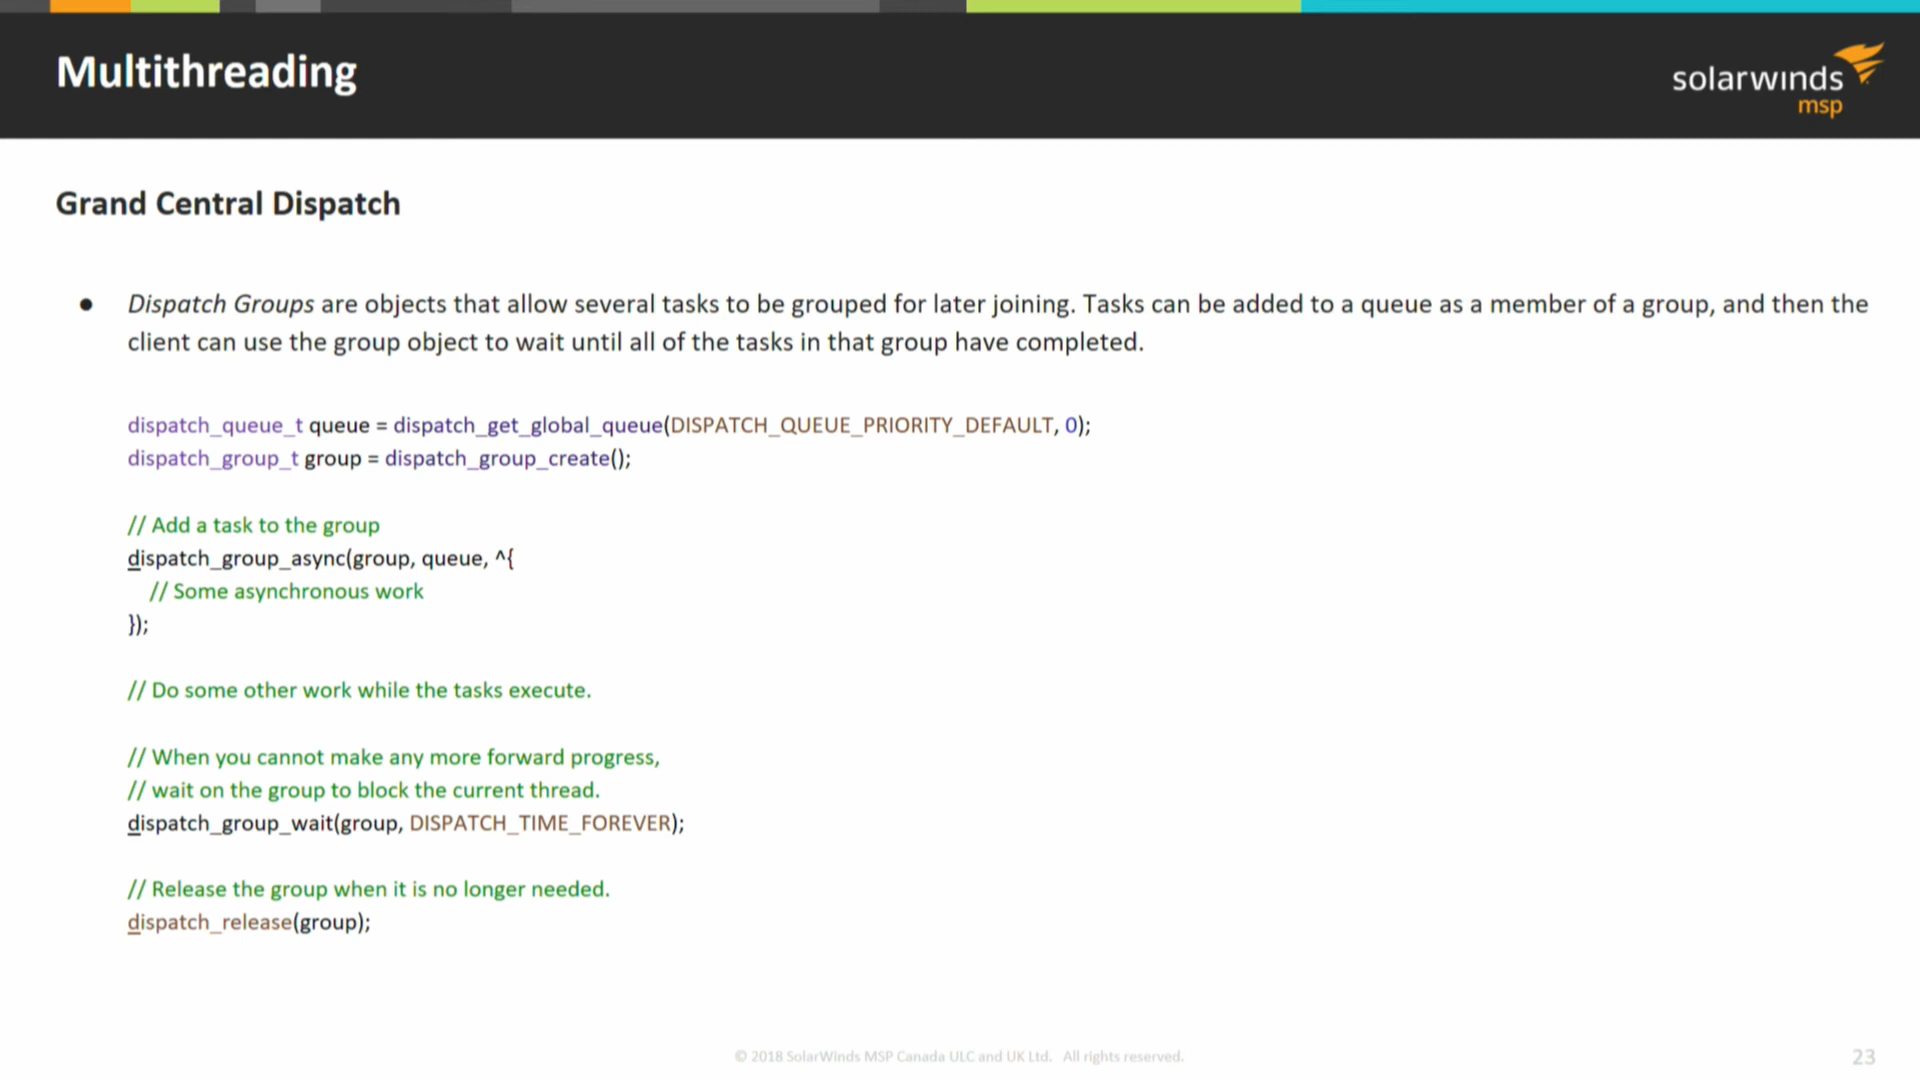 Multithreading
solarwinds
msp
Grand Central Dispatch
● Dispatch Groups are objects that allow several tasks to be grouped for later joining. Tasks can be added to a queue as a member of a group, and then the
client can use the group object to wait until all of the tasks in that group have completed.
dispatch_queue_t queue = dispatch_get_global_queue(DISPATCH_QUEUE_PRIORITY_DEFAULT, 0);
dispatch_group_t group = dispatch_group_create();
// Add a task to the group
dispatch_group_async(group, queue, ^{
// Some asynchronous work
});
// Do some other work while the tasks execute.
// When you cannot make any more forward progress,
// wait on the group to block the current thread.
dispatch_group_wait(group, DISPATCH_TIME_FOREVER);
// Release the group when it is no longer needed.
dispatch_release(group);
© 2018 SolarWinds MSP Canada ULC and UK Ltd. All rights reserved.
23